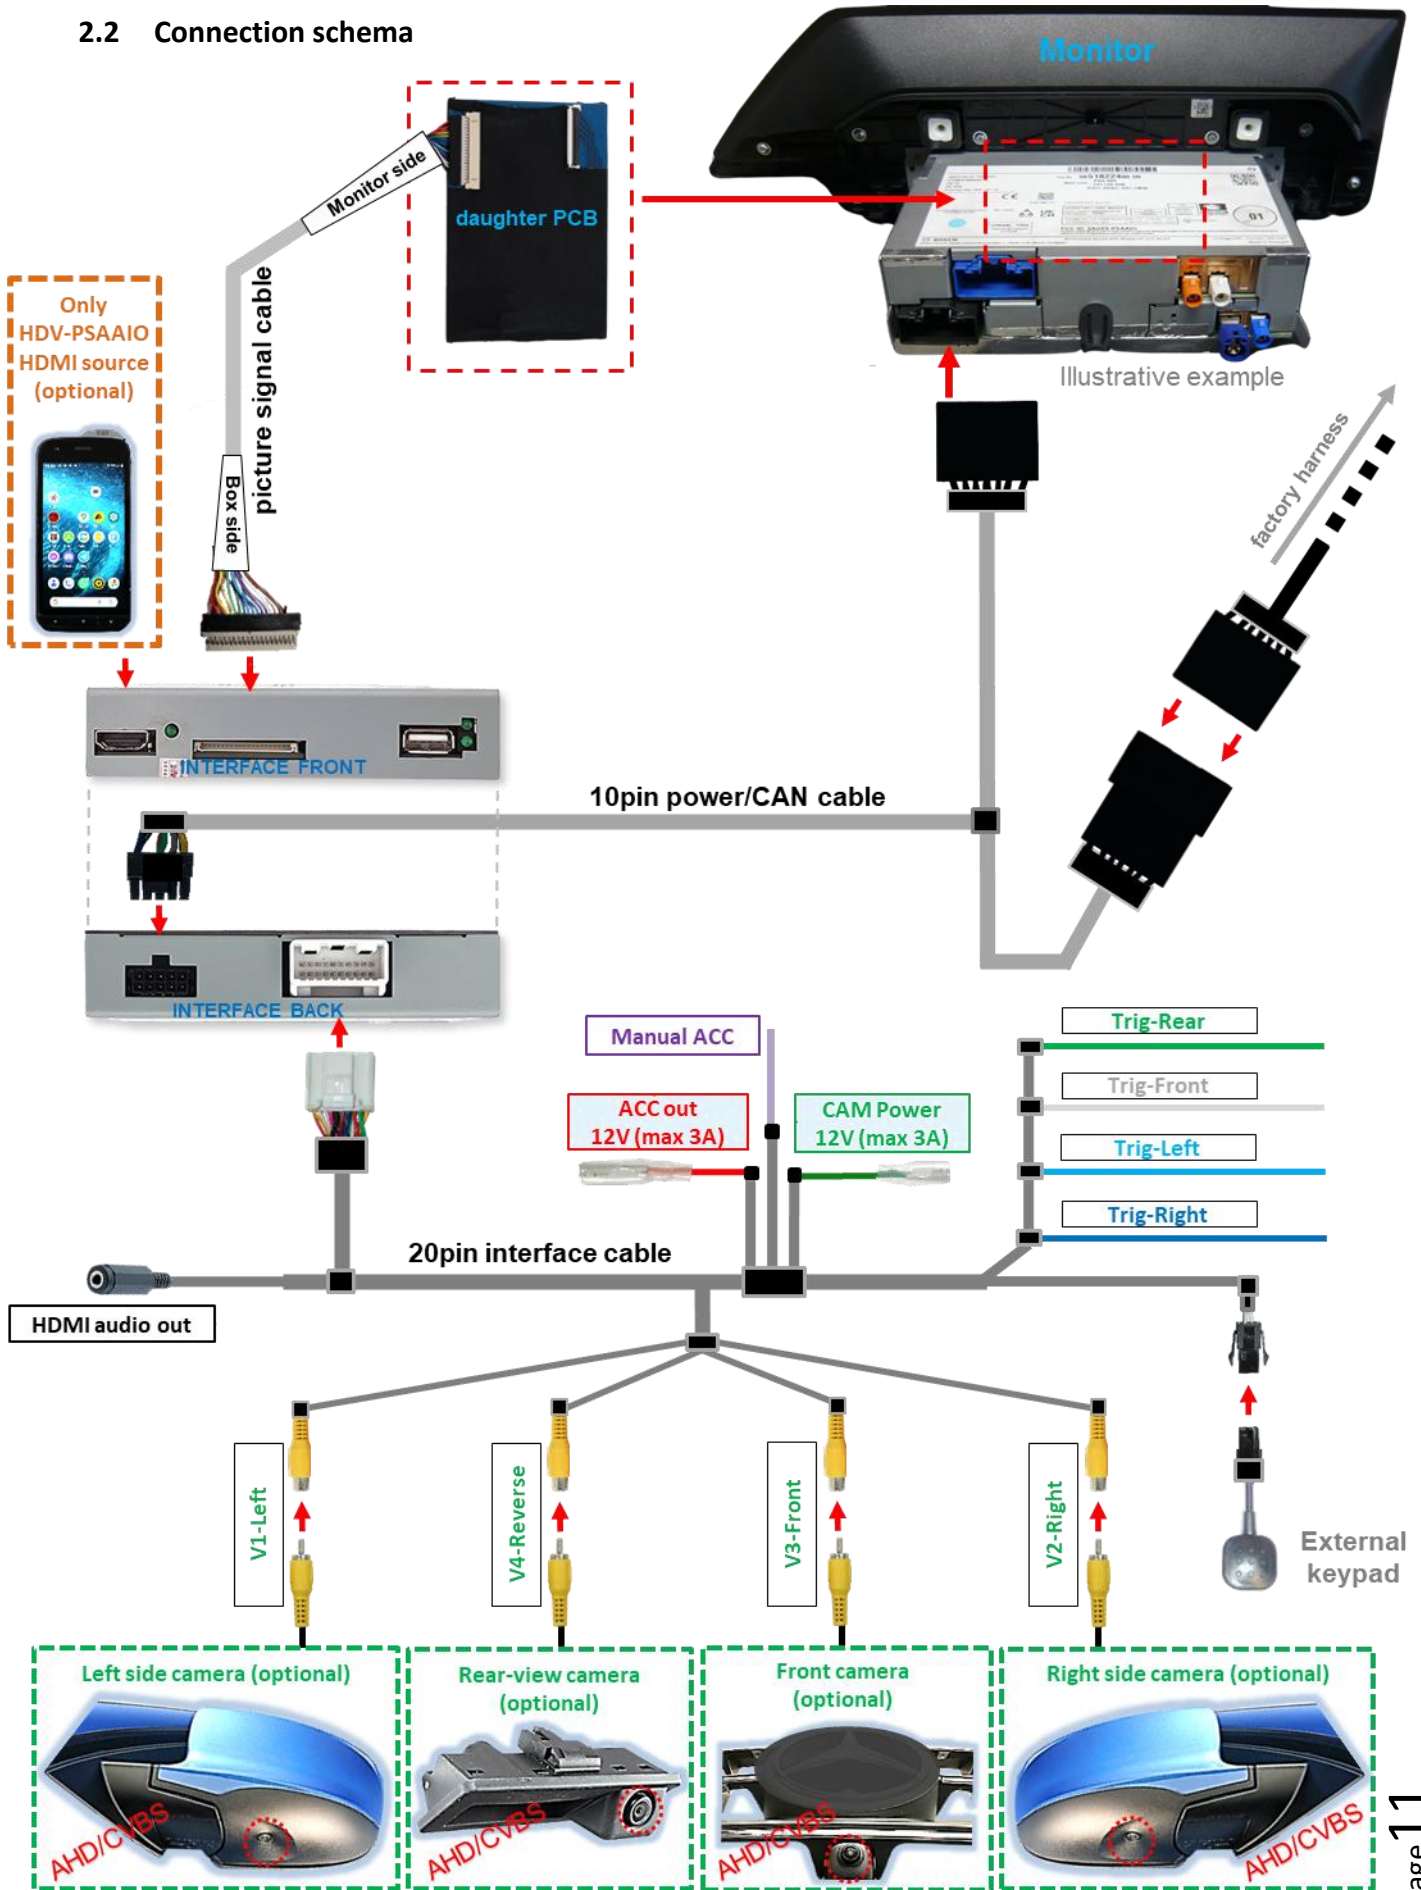 2.2 Connection schema
Monitor
Monitor side
daughter PCB
01
Illustrative example
Only
HDV-PSAAIO
HDMI source
(optional)
picture signal cable
Box side
factory harness
INTERFACE FRONT
10pin power/CAN cable
INTERFACE BACK
Manual ACC
ACC out
12V (max 3A)
CAM Power
12V (max 3A)
Trig-Rear
Trig-Front
Trig-Left
Trig-Right
20pin interface cable
HDMI audio out
V1-Left
V4-Reverse
V3-Front
V2-Right
External
keypad
Left side camera (optional)
AHD/CVBS
Rear-view camera
(optional)
AHD/CVBS
Front camera
(optional)
AHD/CVBS
Right side camera (optional)
AHD/CVBS
age 11